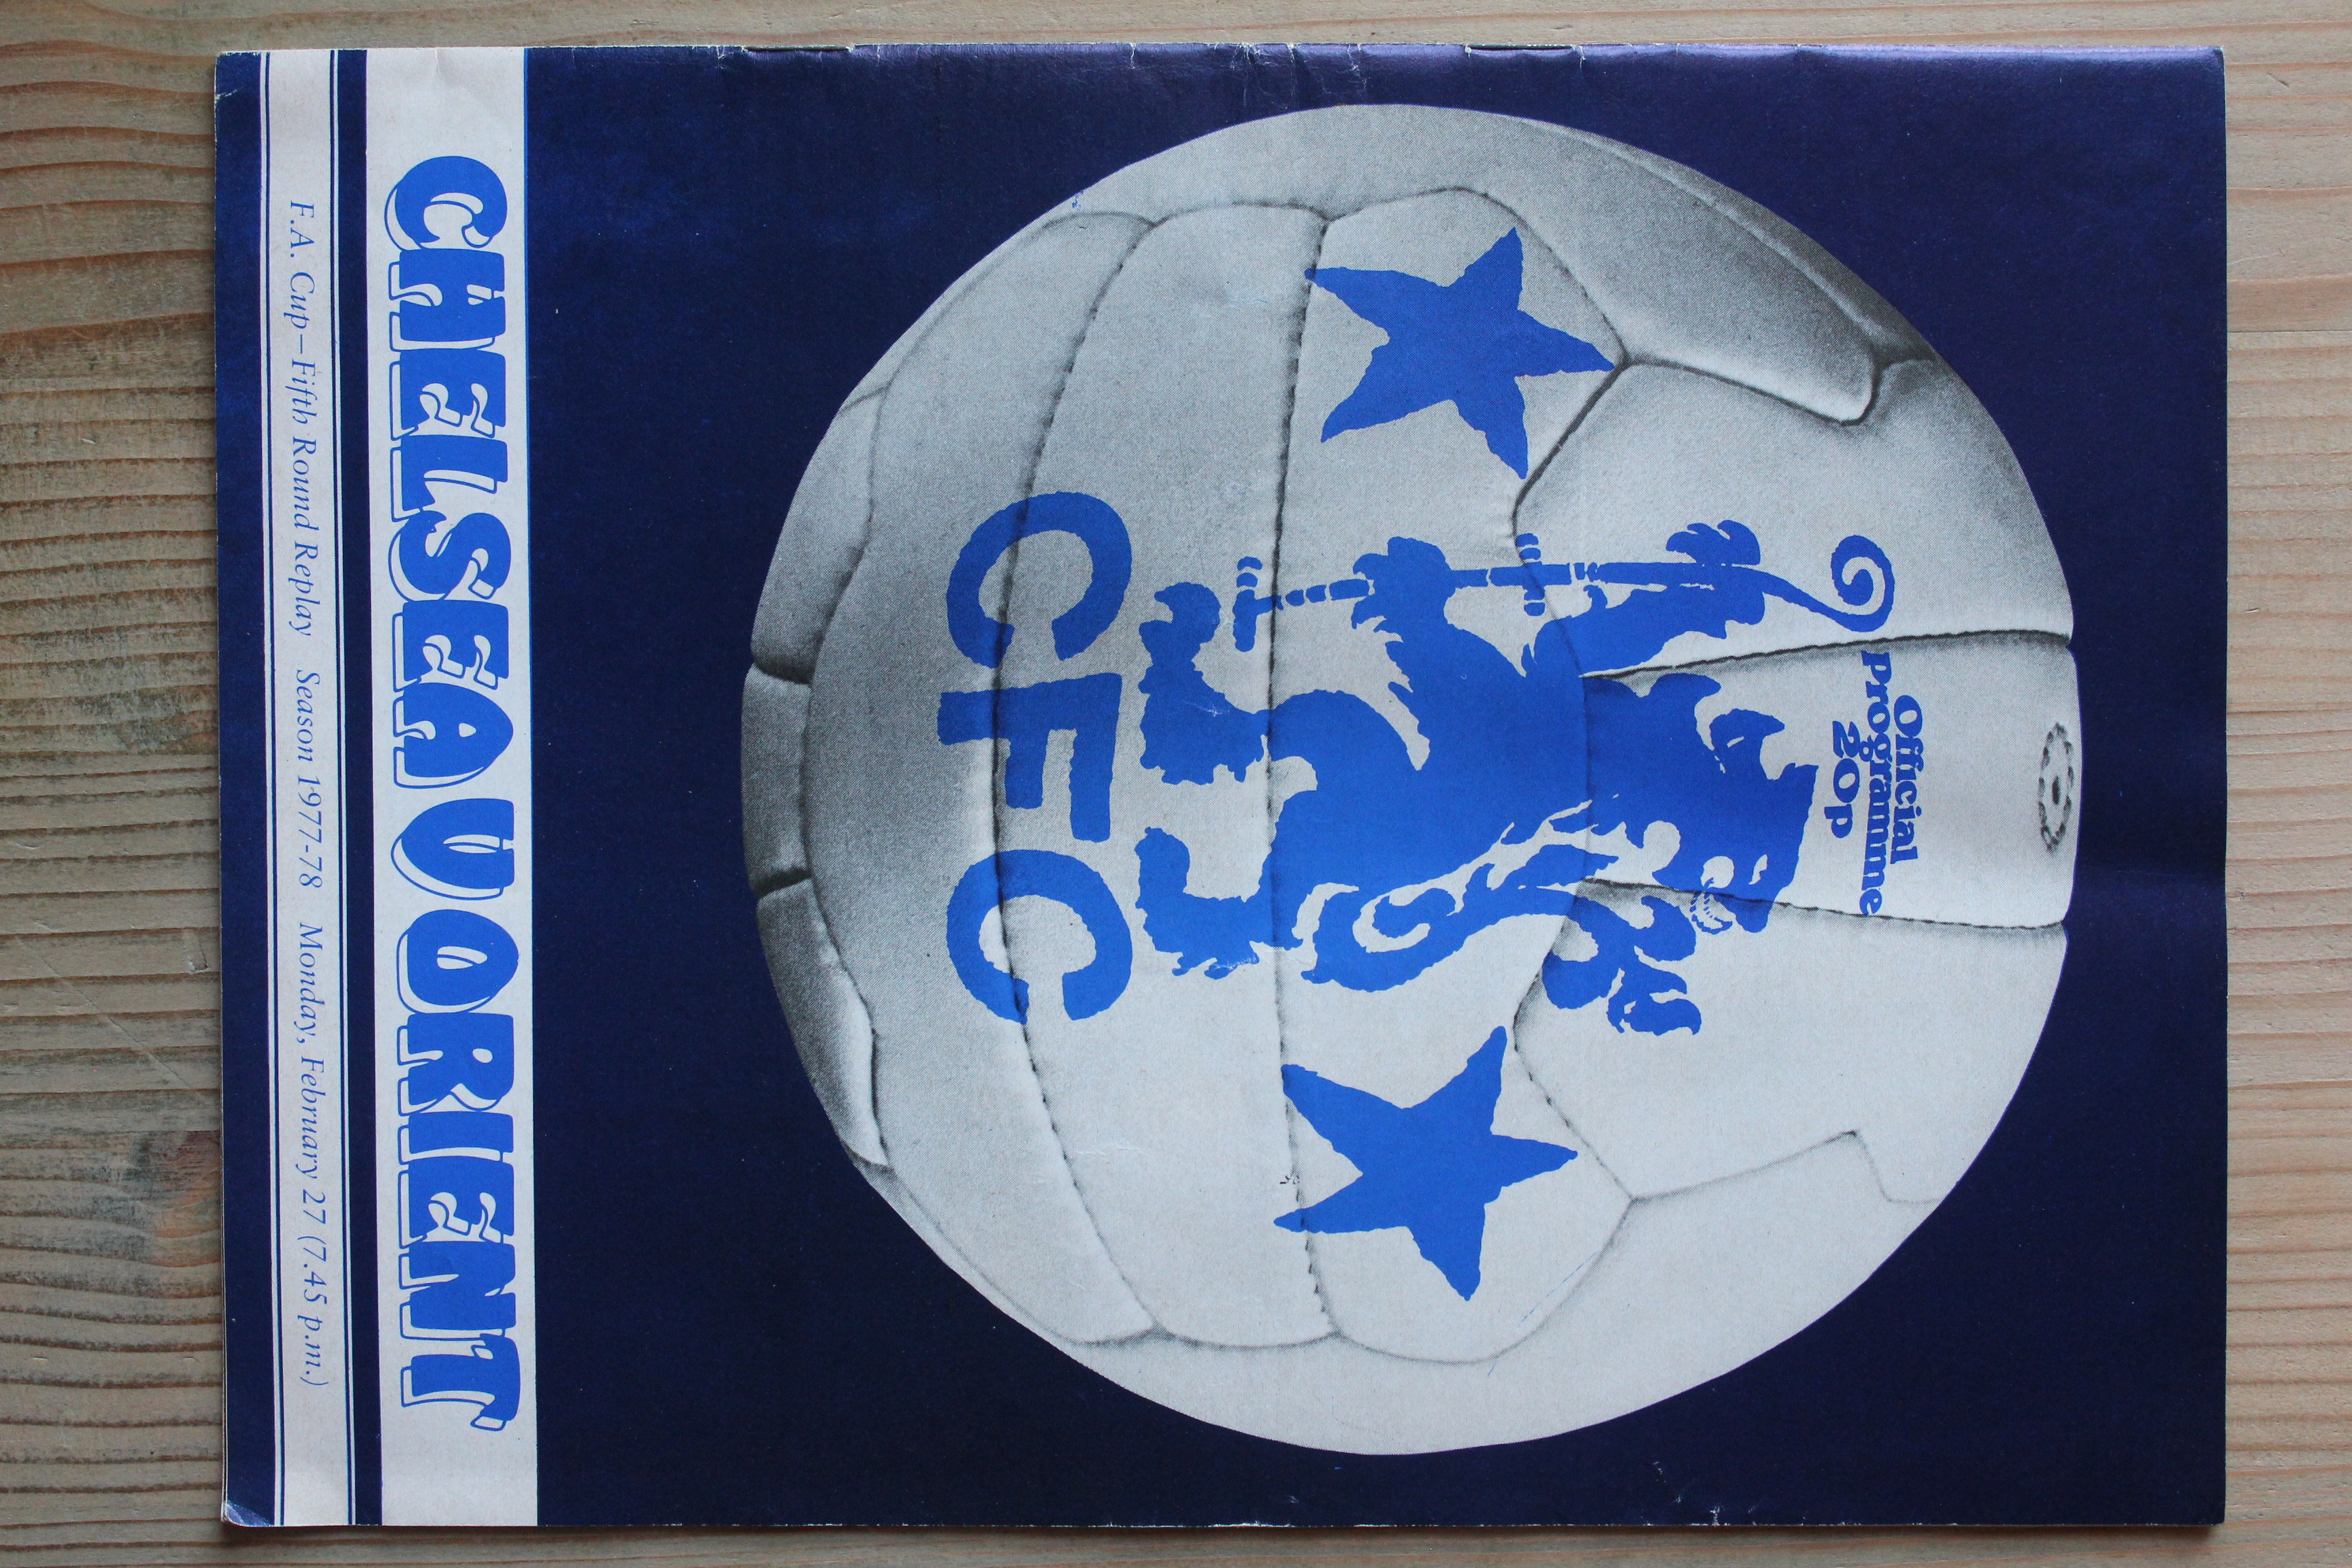 Official
Programme
20p
CFC
CHELSEA V ORIENT
F.A. Cup—Fifth Round Replay Season 1977-78 Monday, February 27 (7.45 p.m.)